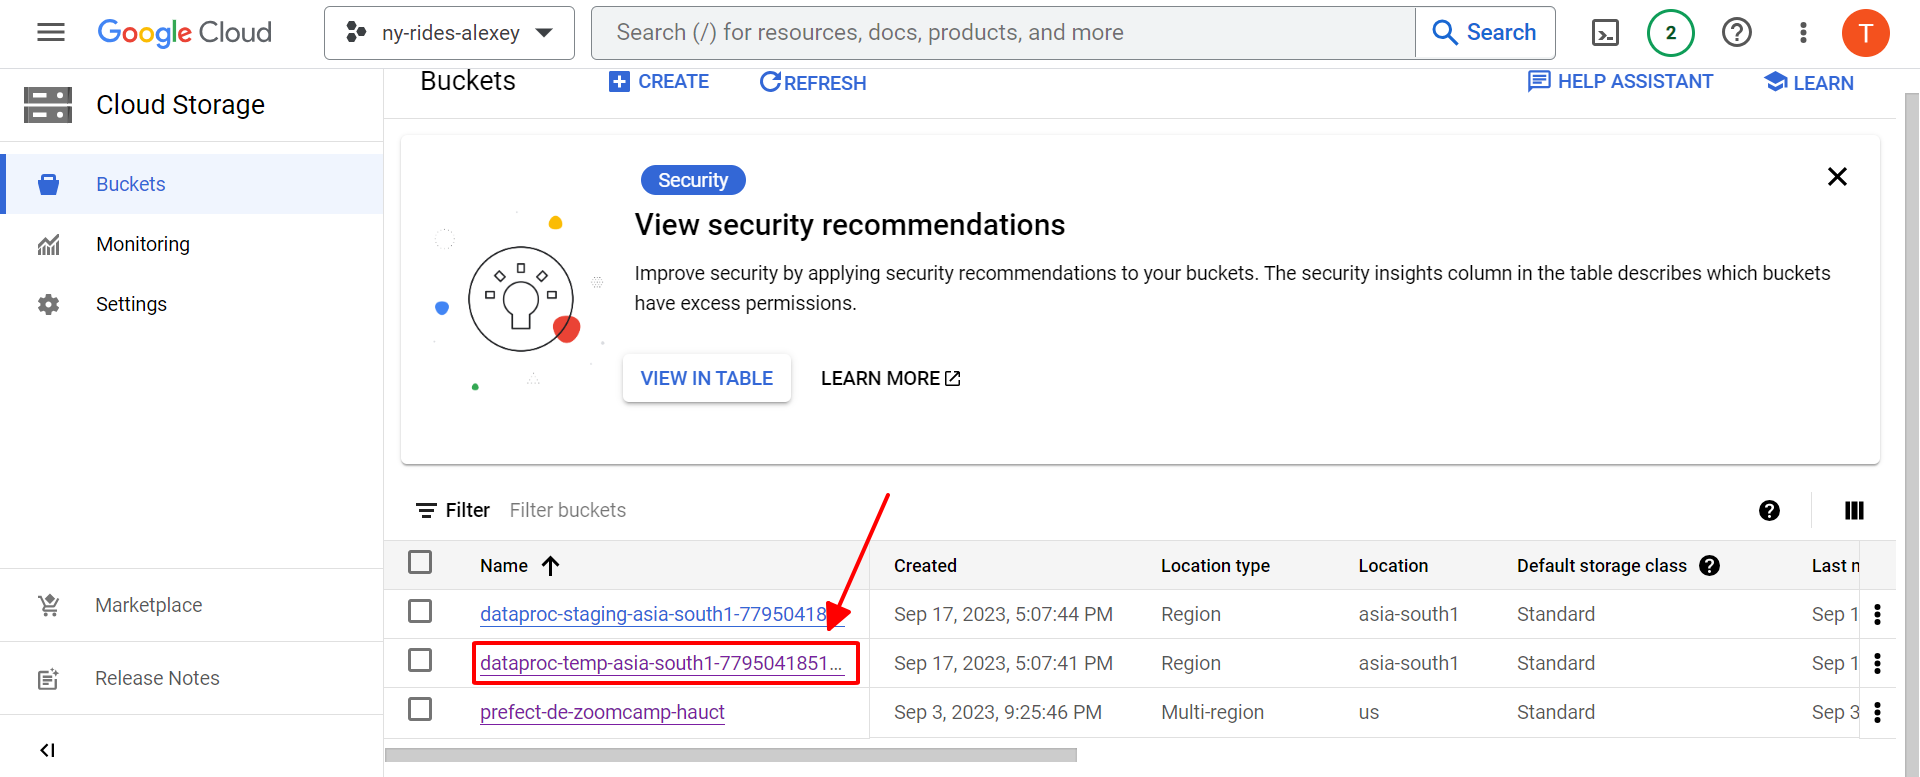 Google Cloud
ny-rides-alexey
Search (/) for resources, docs, products, and more
Search
2
T
Cloud Storage
Buckets
CREATE
REFRESH
HELP ASSISTANT
LEARN
Buckets
Monitoring
Settings
Marketplace
Release Notes
Security
View security recommendations
Improve security by applying security recommendations to your buckets. The security insights column in the table describes which buckets
have excess permissions.
VIEW IN TABLE
LEARN MORE
Filter Filter buckets
Name Created Location type Location Default storage class Last
dataproc-staging-asia-south1-77950418 Sep 17, 2023, 5:07:44 PM Region asia-south1 Standard Sep 1
dataproc-temp-asia-south1-7795041851... Sep 17, 2023, 5:07:41 PM Region asia-south1 Standard Sep 1
prefect-de-zoomcamp-hauct Sep 3, 2023, 9:25:46 PM Multi-region us Standard Sep 3